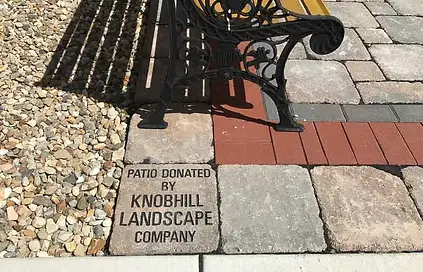 PATIO DONATED
BY
KNOBHILL
LANDSCAPE
COMPANY